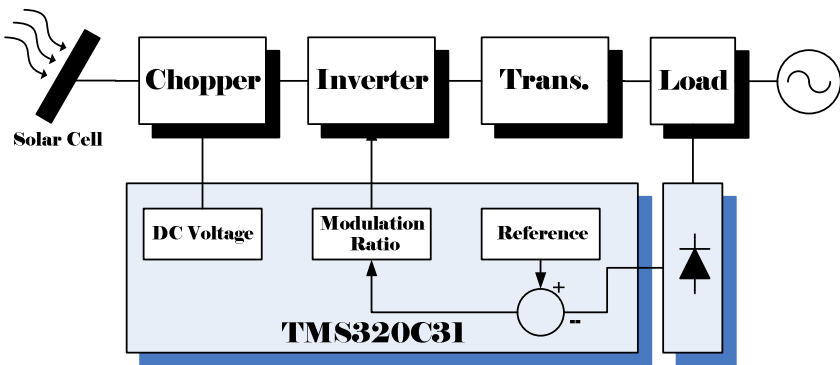 Chopper
Inverter
Trans.
Load
Solar Cell
DC Voltage
Modulation
Ratio
Reference
+
--
TMS320C31